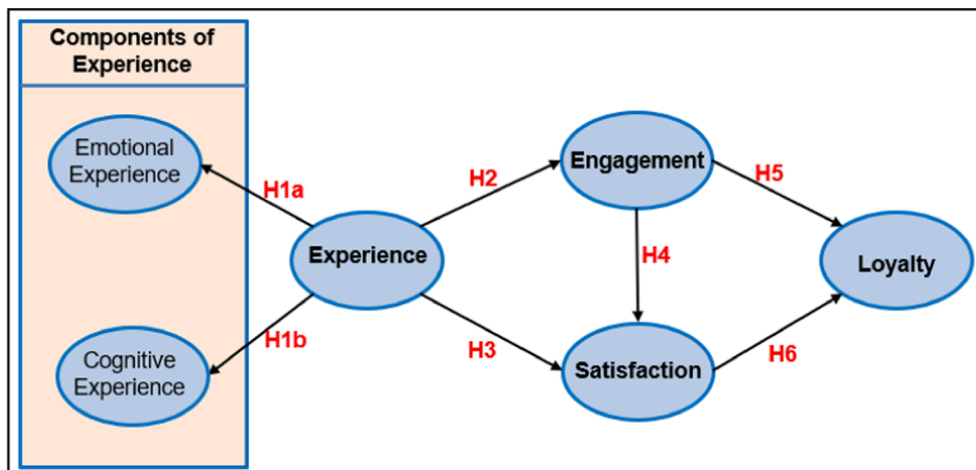 Components of
Experience
Emotional
Experience
H1a
H2
Engagement
H5
Experience
H4
Loyalty
Cognitive
Experience
H1b
H3
Satisfaction
H6